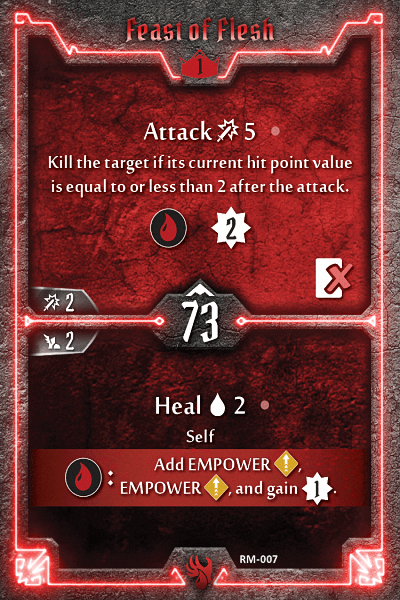 Feast of Flesh
1
Attack 5
Kill the target if its current hit point value
is equal to or less than 2 after the attack.
2
2
73
2
Heal 2
Self
: Add EMPOWER ,
EMPOWER , and gain 1.
RM-007